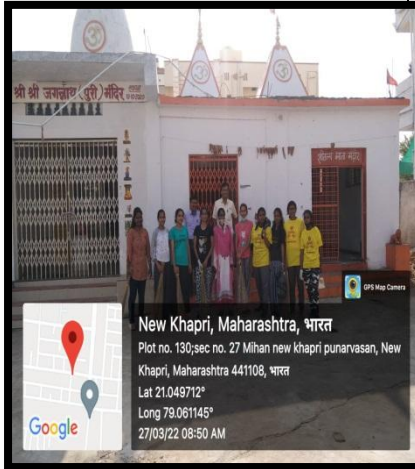 ॐ
ॐ
ॐ
श्री श्री जगन्नाथ (पुरी) मंदिर
GPS Map Camera
New Khapri, Maharashtra, भारत
Plot no. 130;sec no. 27 Mihan new khapri punarvasan, New
Khapri, Maharashtra 441108, भारत
Lat 21.049712°
Long 79.061145°
27/03/22 08:50 AM
Google